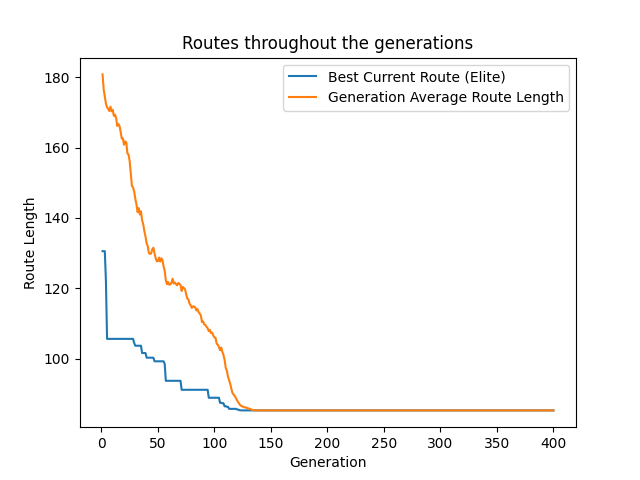 Routes throughout the generations
Best Current Route (Elite)
Generation Average Route Length
Route Length
180
160
140
120
100
0 50 100 150 200 250 300 350 400
Generation